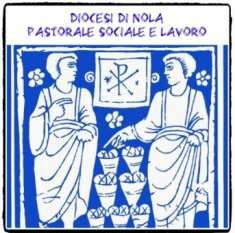 DIOCESI DI NOLA
PASTORALE SOCIALE E LAVORO